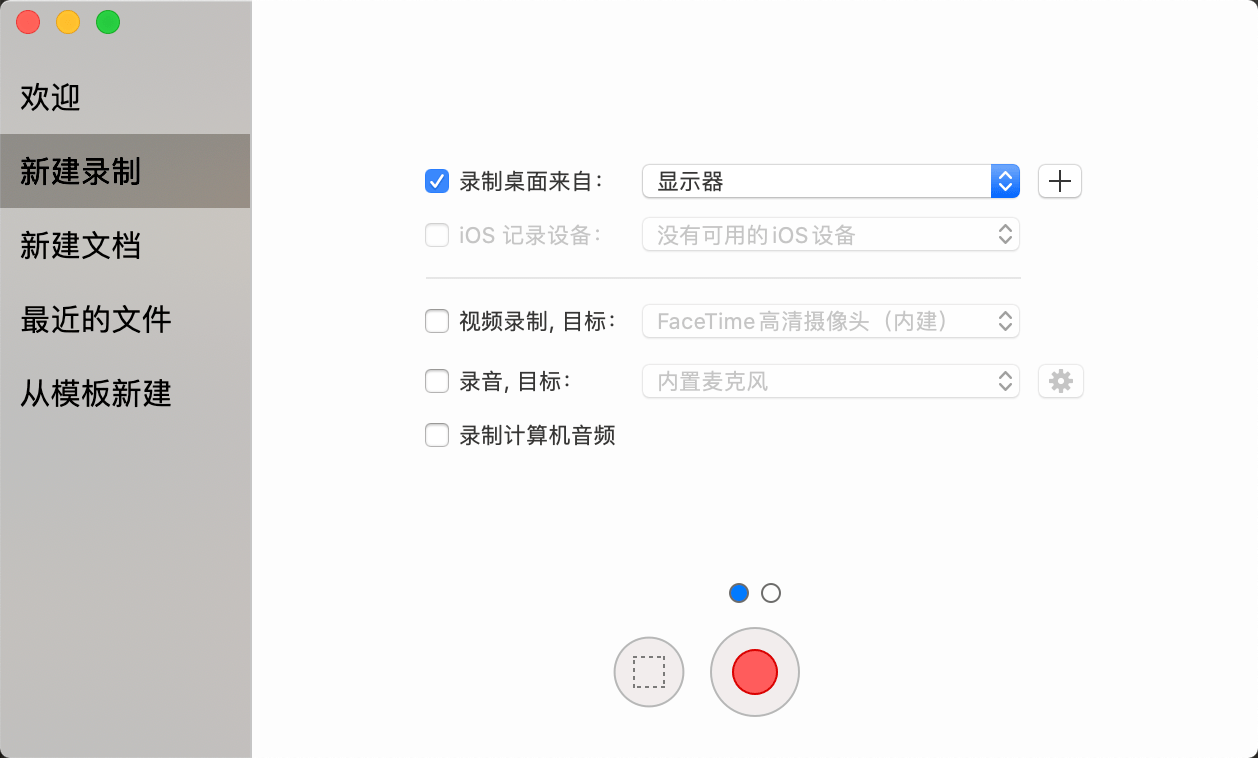 欢迎
新建录制
新建文档
最近的文件
从模板新建
录制桌面来自： 显示器
iOS 记录设备： 没有可用的iOS设备
视频录制, 目标： FaceTime高清摄像头（内建）
录音, 目标： 内置麦克风
录制计算机音频